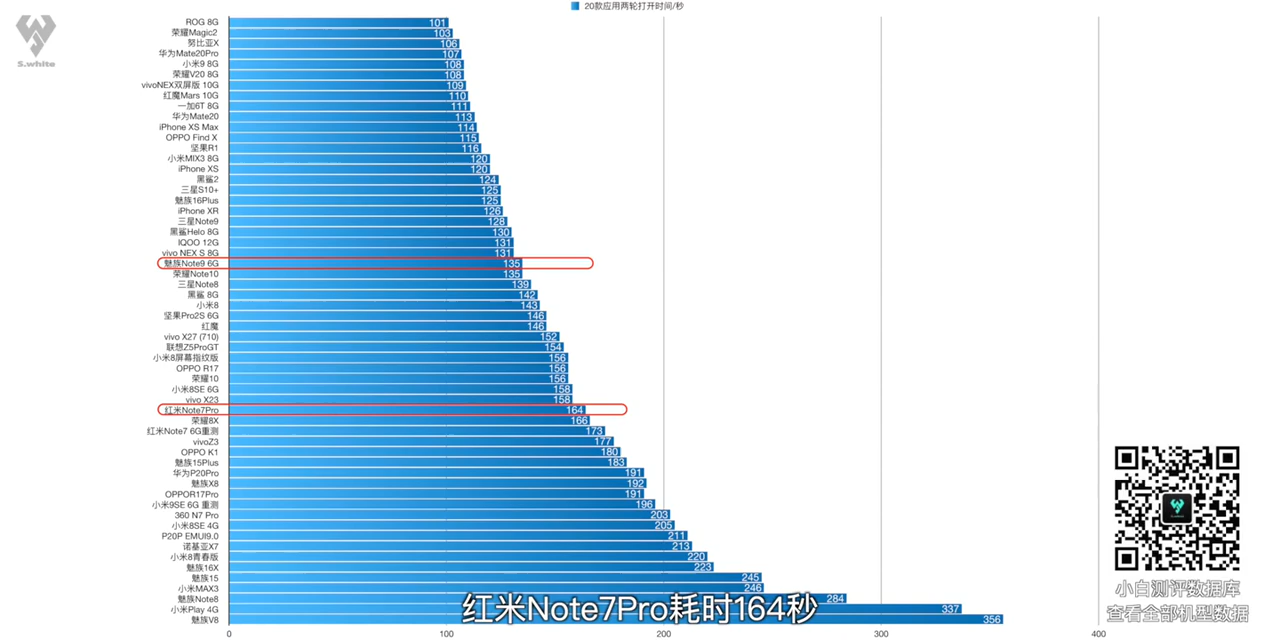 20款应用两轮打开时间/秒
S.white
ROG 8G 101
荣耀Magic2 103
努比亚X 106
华为Mate20Pro 107
小米9 8G 108
荣耀V20 8G 108
vivoNEX双屏版 10G 109
红魔Mars 10G 110
一加6T 8G 111
华为Mate20 113
iPhone XS Max 114
OPPO Find X 115
坚果R1 116
小米MIX3 8G 120
iPhone XS 120
黑鲨2 124
三星S10+ 125
魅族16Plus 125
iPhone XR 126
三星Note9 128
黑鲨Helo 8G 130
IQOO 12G 131
vivo NEX S 8G 131
魅族Note9 6G 135
荣耀Note10 135
三星Note8 139
黑鲨 8G 142
小米8 143
坚果Pro2S 6G 146
红魔 146
vivo X27 (710) 152
联想Z5ProGT 154
小米8屏幕指纹版 156
OPPO R17 156
荣耀10 156
小米8SE 6G 158
vivo X23 158
红米Note7Pro 164
荣耀8X 166
红米Note7 6G重测 173
vivoZ3 177
OPPO K1 180
魅族15Plus 183
华为P20Pro 191
魅族X8 192
OPPOR17Pro 191
小米9SE 6G 重测 196
360 N7 Pro 203
小米8SE 4G 205
P20P EMUI9.0 211
诺基亚X7 213
小米8青春版 220
魅族16X 223
魅族15 245
小米MAX3 246
魅族Note8 284
小米Play 4G 337
魅族V8 356
0 100 200 300 400
红米Note7Pro耗时164秒
小白测评数据库
查看全部机型数据